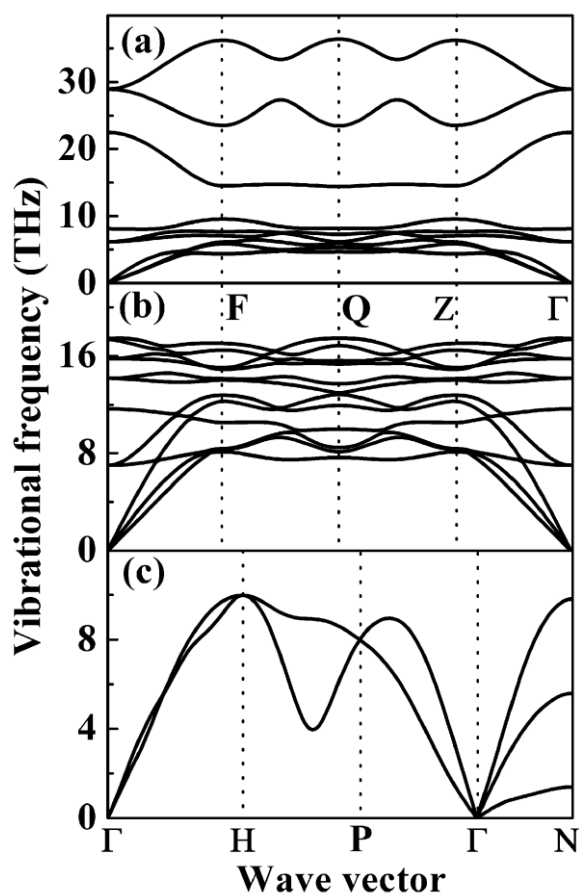 (a)
30
20
10
0
F Q Z Γ
(b)
16
8
0
(c)
8
4
0
Γ H P Γ N
Wave vector
Vibrational frequency (THz)